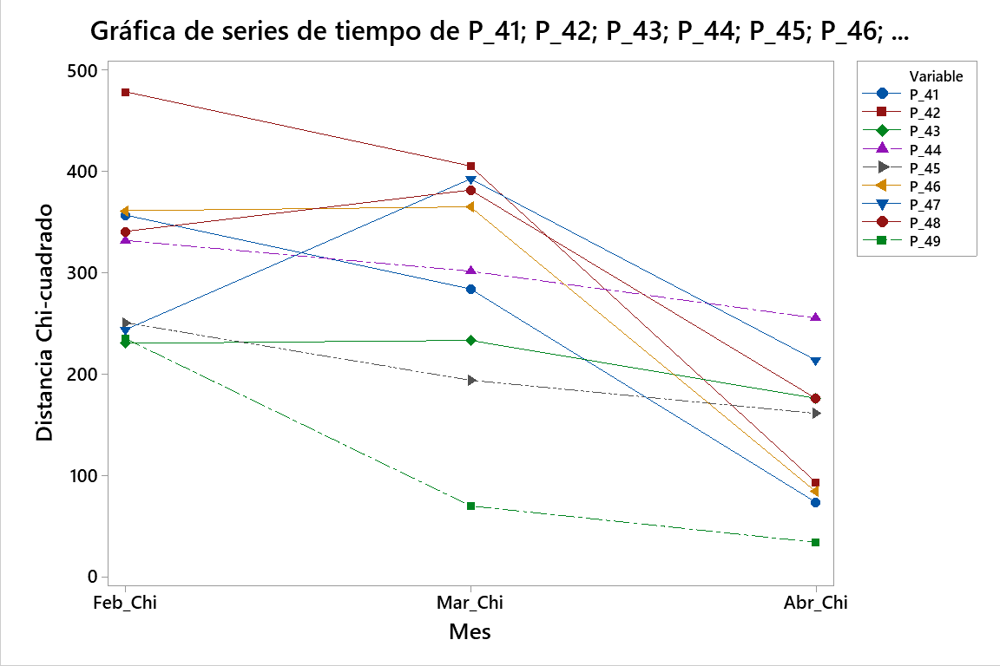 Gráfica de series de tiempo de P_41; P_42; P_43; P_44; P_45; P_46; ...
500
400
300
200
100
0
Distancia Chi-cuadrado
Feb_Chi
Mar_Chi
Abr_Chi
Mes
Variable
P_41
P_42
P_43
P_44
P_45
P_46
P_47
P_48
P_49